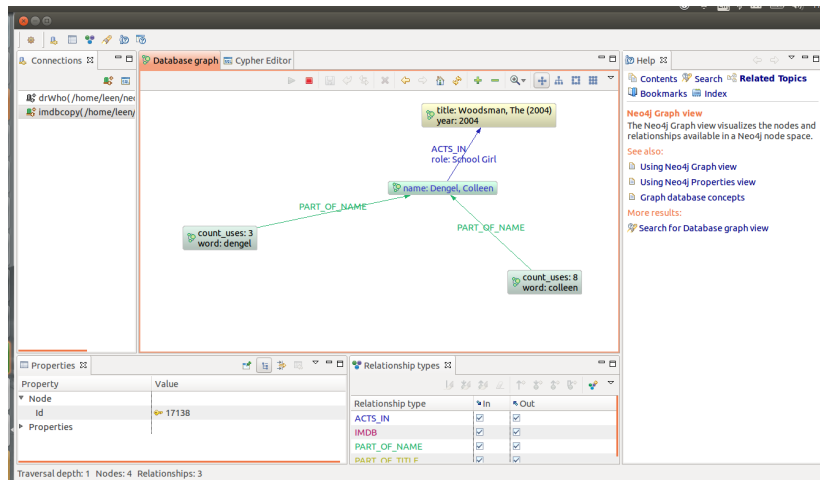 Connections
drWho( /home/leen/neo
imdbcopy( /home/leeny
Database graph
Cypher Editor
title: Woodsman, The (2004)
year: 2004
ACTS_IN
role: School Girl
name: Dengel, Colleen
PART_OF_NAME
PART_OF_NAME
count_uses: 3
word: dengel
count_uses: 8
word: colleen
Help
Contents Search Related Topics
Bookmarks Index
Neo4j Graph view
The Neo4j Graph view visualizes the nodes and
relationships available in a Neo4j node space.
See also:
Using Neo4j Graph view
Using Neo4j Properties view
Graph database concepts
More results:
Search for Database graph view
Properties
Property Value
Node
Id 17138
Properties
Relationship types
Relationship type In Out
ACTS_IN
IMDB
PART_OF_NAME
PART_OF_TITLE
Traversal depth: 1 Nodes: 4 Relationships: 3